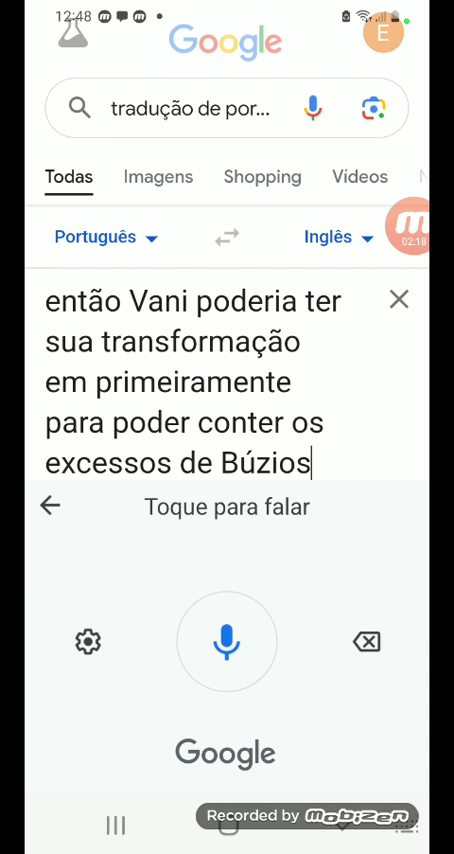 12:48
E
Google
tradução de por...
Todas Imagens Shopping Vídeos
Português Inglês
02:18
então Vani poderia ter
sua transformação
em primeiramente
para poder conter os
excessos de Búzios
Toque para falar
Google
Recorded by MOBIZEN